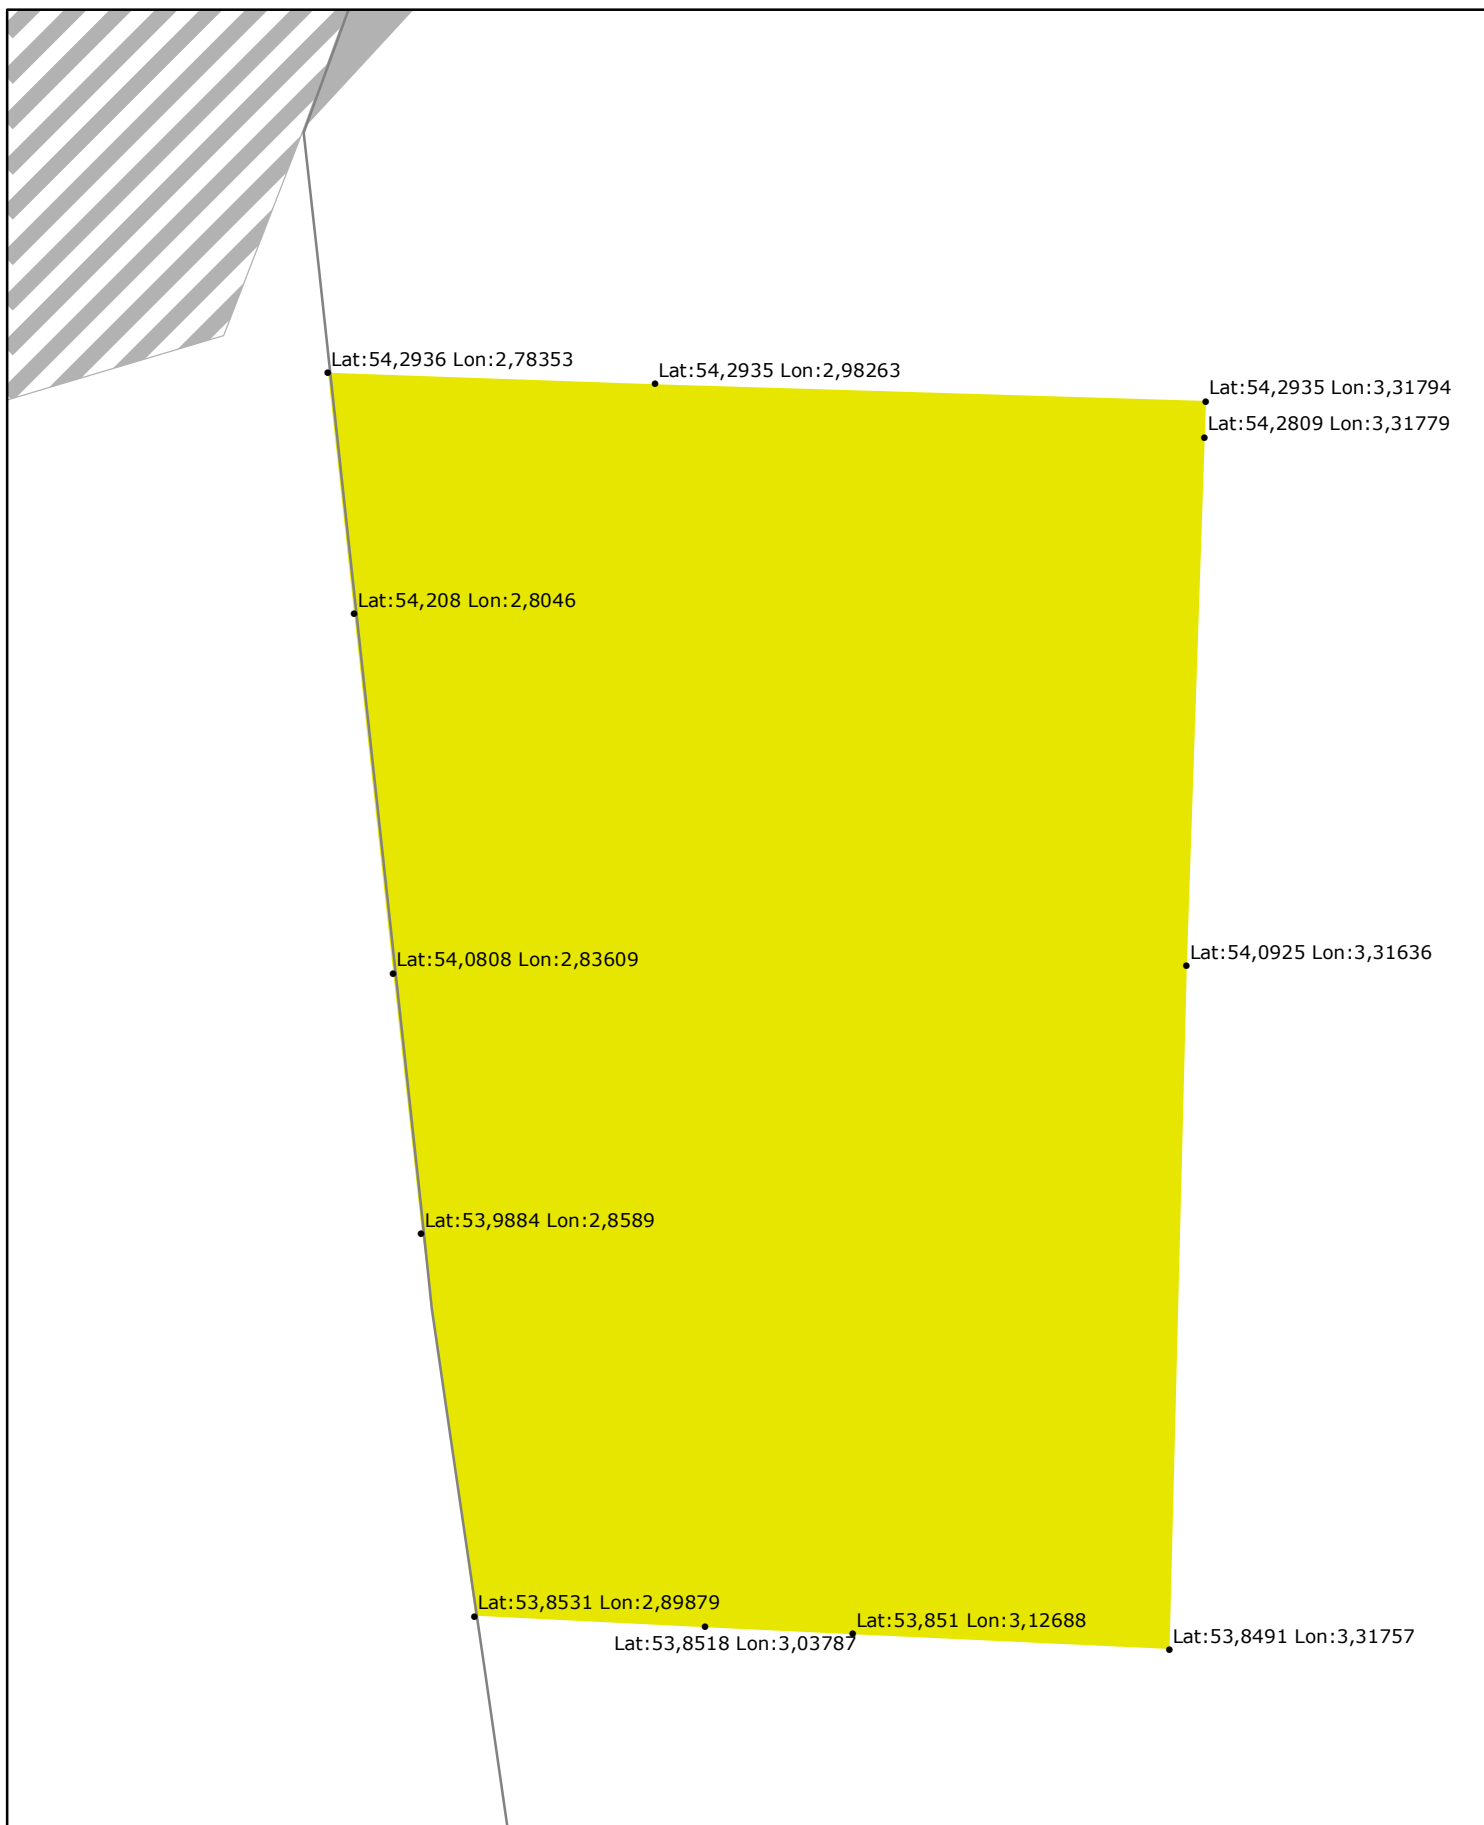 Lat:54,2936 Lon:2,78353
Lat:54,2935 Lon:2,98263
Lat:54,2935 Lon:3,31794
Lat:54,2809 Lon:3,31779
Lat:54,208 Lon:2,8046
Lat:54,0925 Lon:3,31636
Lat:54,0808 Lon:2,83609
Lat:53,9884 Lon:2,8589
Lat:53,8531 Lon:2,89879
Lat:53,851 Lon:3,12688
Lat:53,8491 Lon:3,31757
Lat:53,8518 Lon:3,03787